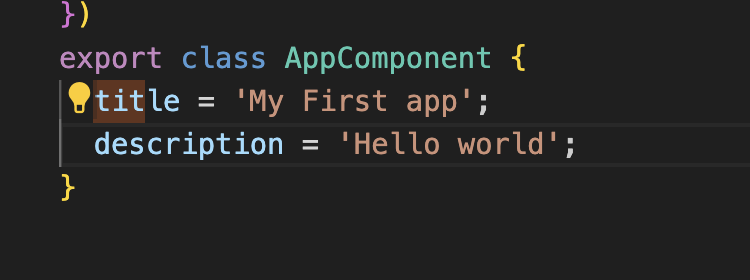 })
export class AppComponent {
title = 'My First app';
description = 'Hello world';
}